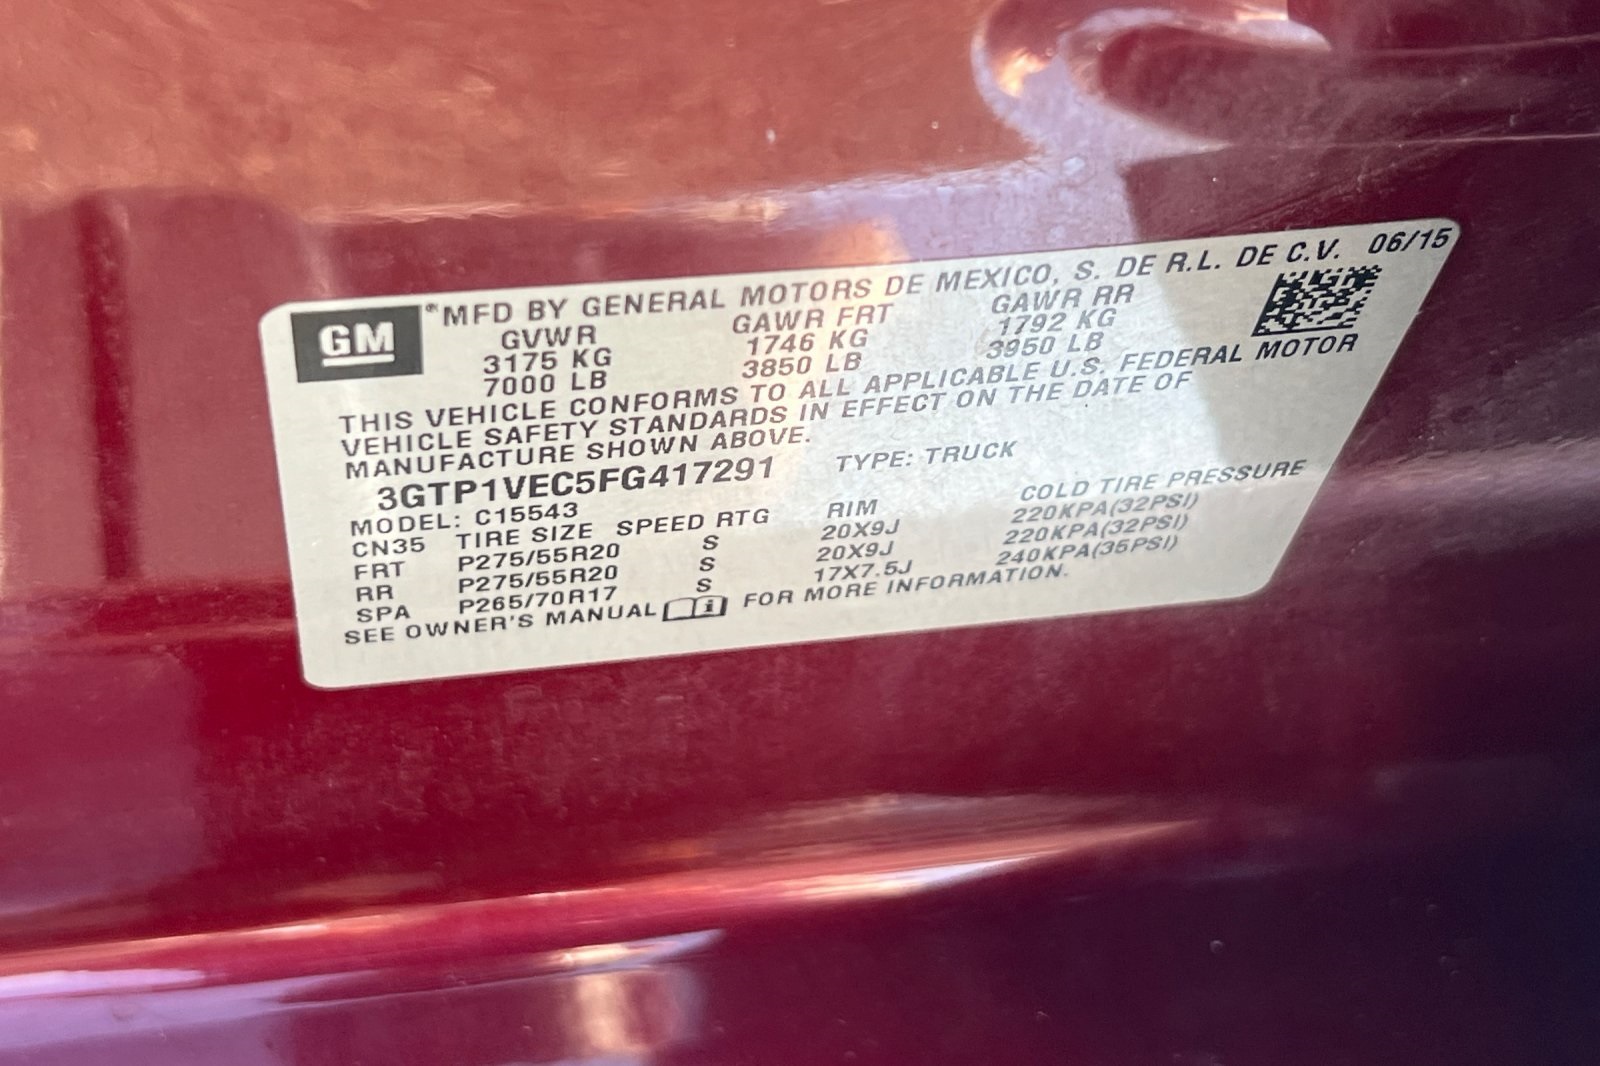 GM
*MFD BY GENERAL MOTORS DE MEXICO, S. DE R.L. DE C.V. 06/15
GVWR GAWR FRT GAWR RR
3175 KG 1746 KG 1792 KG
7000 LB 3850 LB 3950 LB
THIS VEHICLE CONFORMS TO ALL APPLICABLE U.S. FEDERAL MOTOR
VEHICLE SAFETY STANDARDS IN EFFECT ON THE DATE OF
MANUFACTURE SHOWN ABOVE.
3GTP1VEC5FG417291 TYPE: TRUCK
MODEL: C15543
CN35 TIRE SIZE SPEED RTG RIM COLD TIRE PRESSURE
FRT P275/55R20 S 20X9J 220KPA(32PSI)
RR P275/55R20 S 20X9J 220KPA(32PSI)
SPA P265/70R17 S 17X7.5J 240KPA(35PSI)
SEE OWNER'S MANUAL FOR MORE INFORMATION.